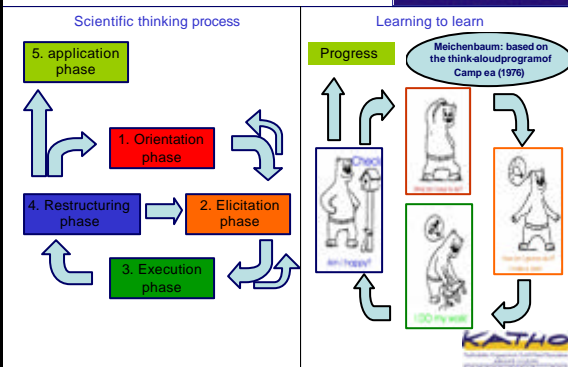 Scientific thinking process
5. application
phase
1. Orientation
phase
4. Restructuring
phase
2. Elicitation
phase
3. Execution
phase
Learning to learn
Progress
Meichenbaum: based on
the think-aloudprogramof
Camp ea (1976)
Check
Am I happy?
I DO my work!
KATHO